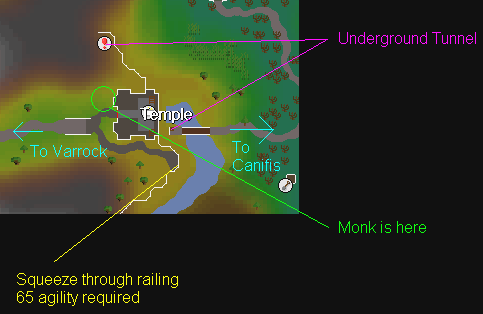 Underground Tunnel
Temple
To Varrock
To
Canifis
Monk is here
Squeeze through railing
65 agility required